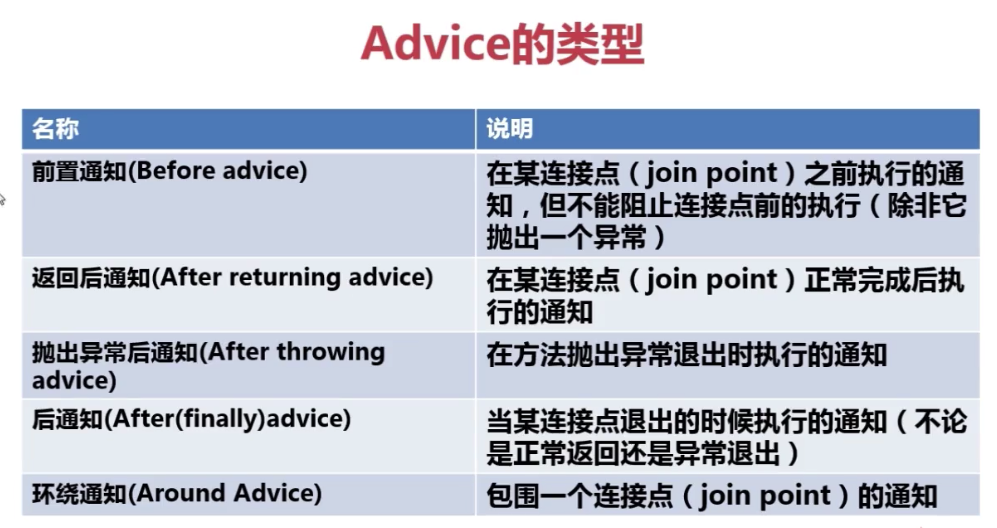 Advice的类型
名称
说明
前置通知(Before advice)
在某连接点（join point）之前执行的通
知，但不能阻止连接点前的执行（除非它
抛出一个异常）
返回后通知(After returning advice)
在某连接点（join point）正常完成后执
行的通知
抛出异常后通知(After throwing
advice)
在方法抛出异常退出时执行的通知
后通知(After(finally)advice)
当某连接点退出的时候执行的通知（不论
是正常返回还是异常退出）
环绕通知(Around Advice)
包围一个连接点（join point）的通知